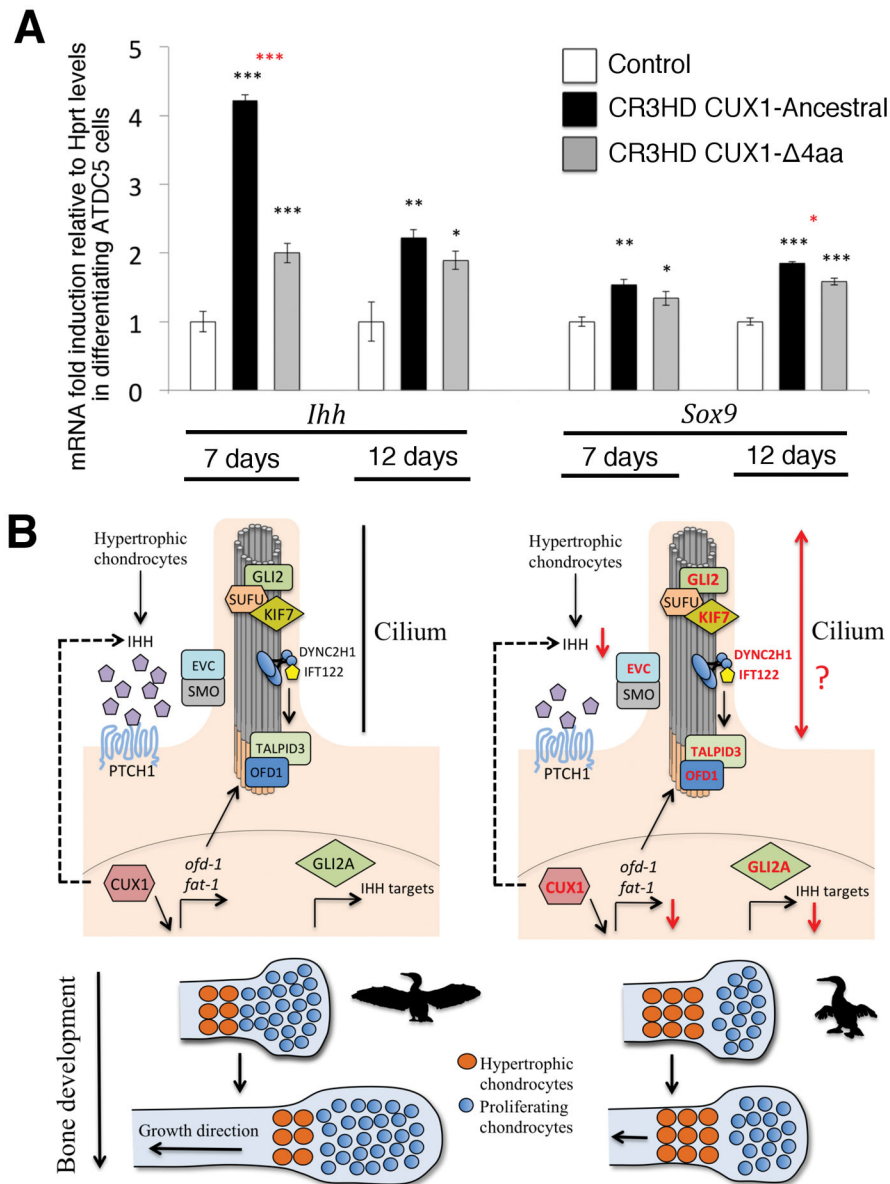 A
mRNA fold induction relative to Hprt levels
in differentiating ATDC5 cells
5
4
3
2
1
0
Control
CR3HD CUX1-Ancestral
CR3HD CUX1-Δ4aa
***
***
***
**
*
**
*
*
***
***
Ihh
Sox9
7 days
12 days
7 days
12 days
B
Hypertrophic
chondrocytes
IHH
EVC
SMO
PTCH1
GLI2
SUFU
KIF7
Cilium
DYNC2H1
IFT122
TALPID3
OFD1
CUX1
ofd-1
fat-1
GLI2A
IHH targets
Hypertrophic
chondrocytes
IHH
EVC
SMO
PTCH1
GLI2
SUFU
KIF7
Cilium
?
DYNC2H1
IFT122
TALPID3
OFD1
CUX1
ofd-1
fat-1
GLI2A
IHH targets
Bone development
Hypertrophic
chondrocytes
Proliferating
chondrocytes
Growth direction